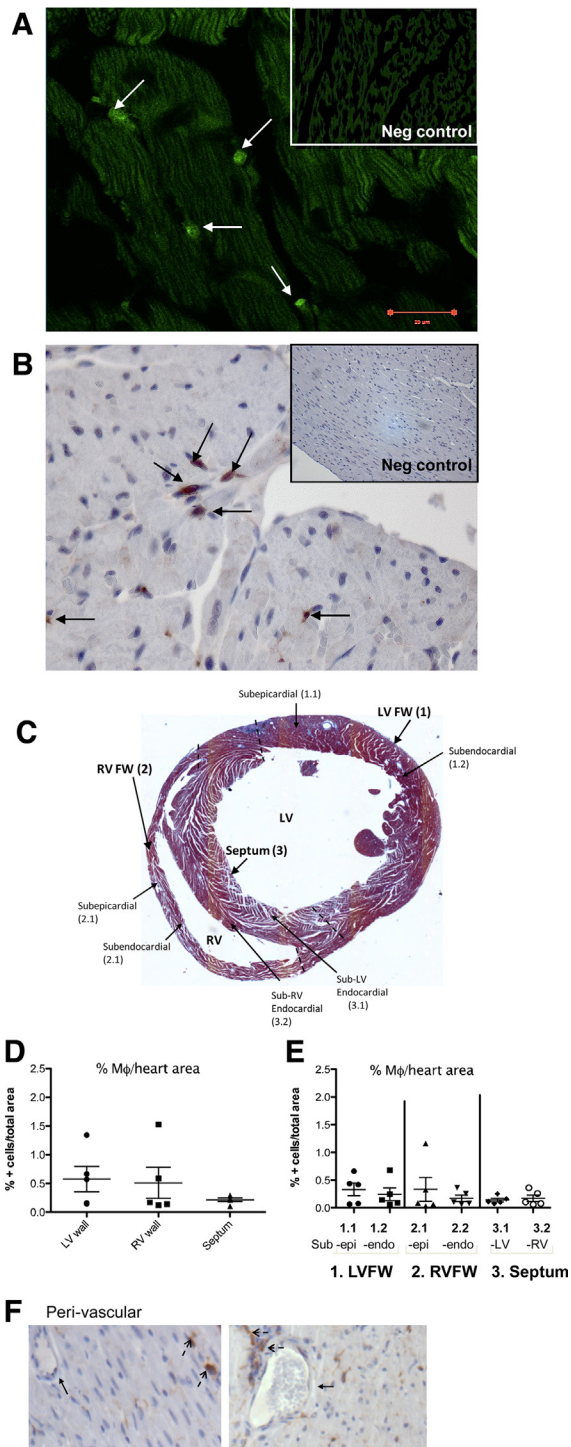 A
Neg control
20 um
B
Neg control
C
Subepicardial (1.1)
LV FW (1)
Subendocardial
(1.2)
RV FW (2)
LV
Septum (3)
Subepicardial
(2.1)
Subendocardial
(2.1)
RV
Sub-LV
Endocardial
(3.1)
Sub-RV
Endocardial
(3.2)
D
% Mϕ/heart area
% + cells/total area
2.5
2.0
1.5
1.0
0.5
0.0
LV wall
RV wall
Septum
E
% Mϕ/heart area
% + cells/total area
2.5
2.0
1.5
1.0
0.5
0.0
1.1 1.2 2.1 2.2 3.1 3.2
Sub -epi -endo -epi -endo -LV -RV
1. LVFW 2. RVFW 3. Septum
F
Peri-vascular